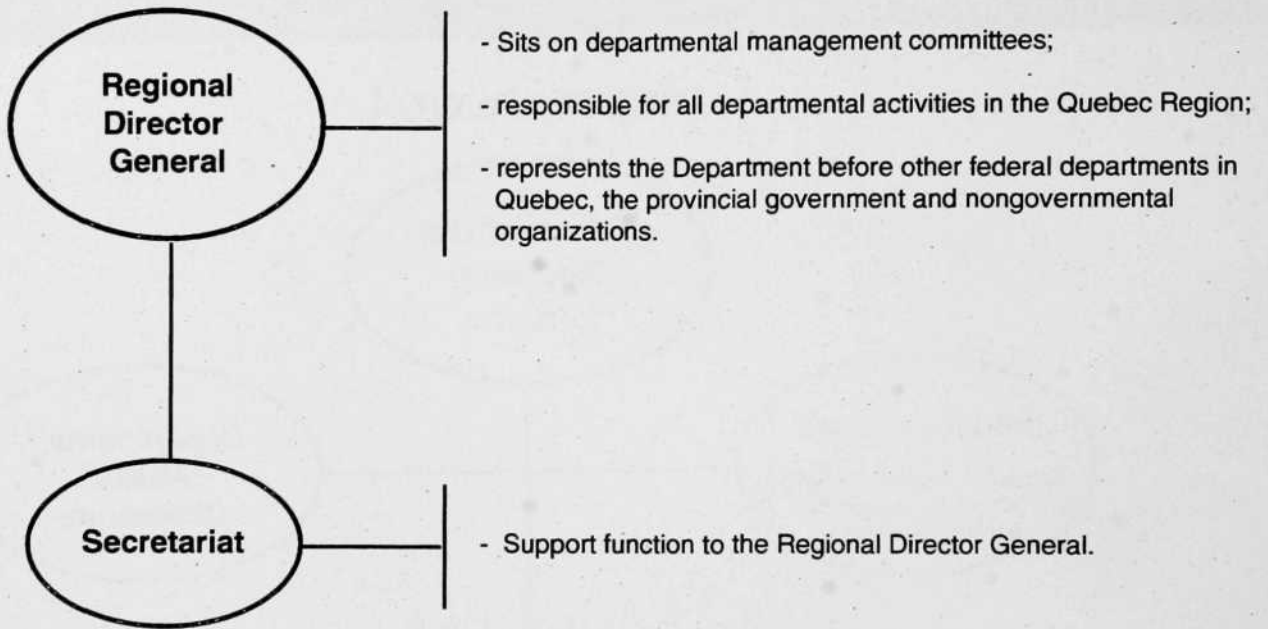 Regional
Director
General
- Sits on departmental management committees;
- responsible for all departmental activities in the Quebec Region;
- represents the Department before other federal departments in
Quebec, the provincial government and nongovernmental
organizations.
Secretariat
- Support function to the Regional Director General.